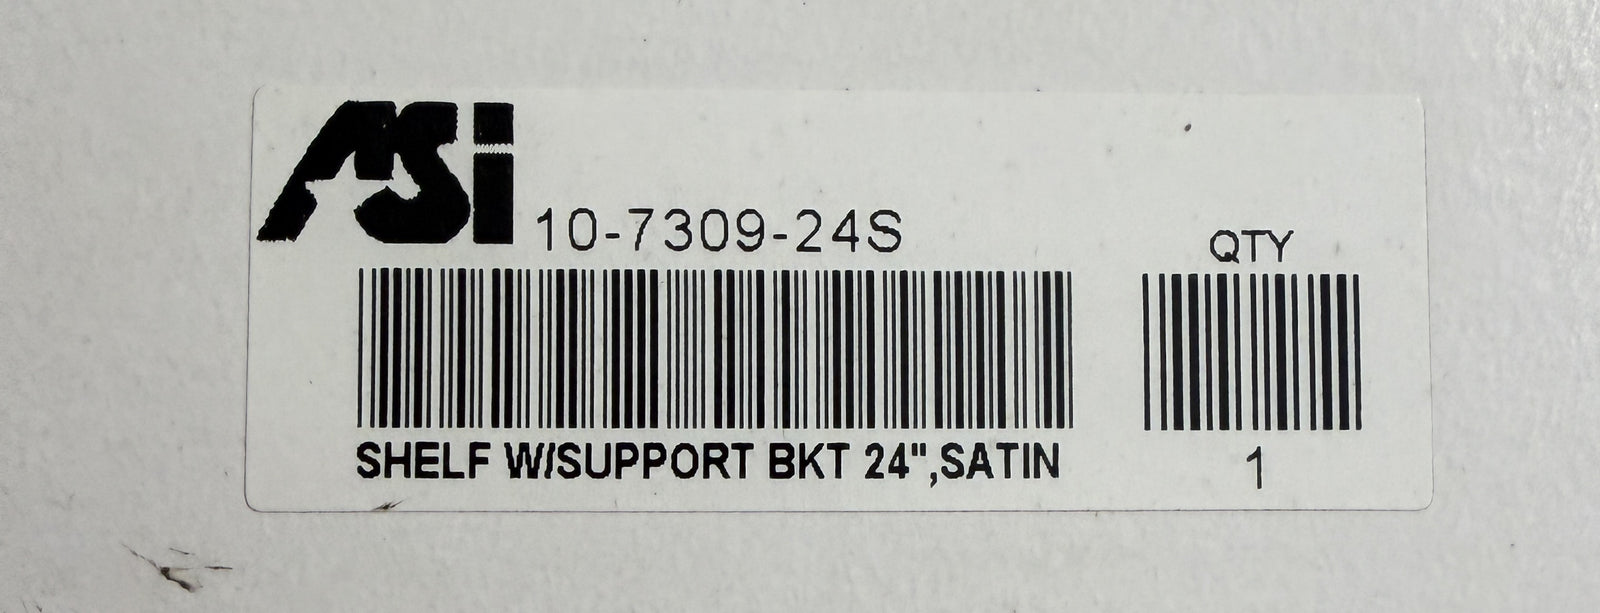 ASi
10-7309-24S
QTY
SHELF W/SUPPORT BKT 24",SATIN
1